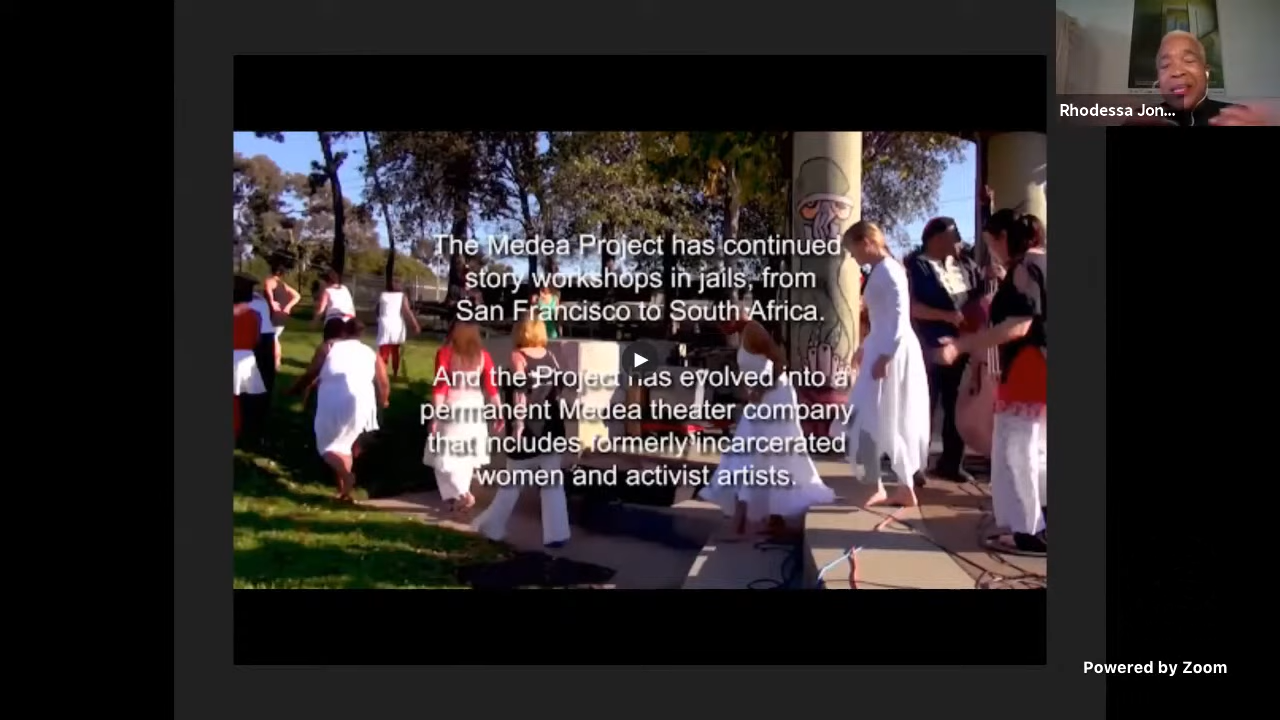 Rhodessa Jon...
The Medea Project has continued
story workshops in jails, from
San Francisco to South Africa.
And the Project has evolved into a
permanent Medea theater company
that includes formerly incarcerated
women and activist artists.
Powered by Zoom